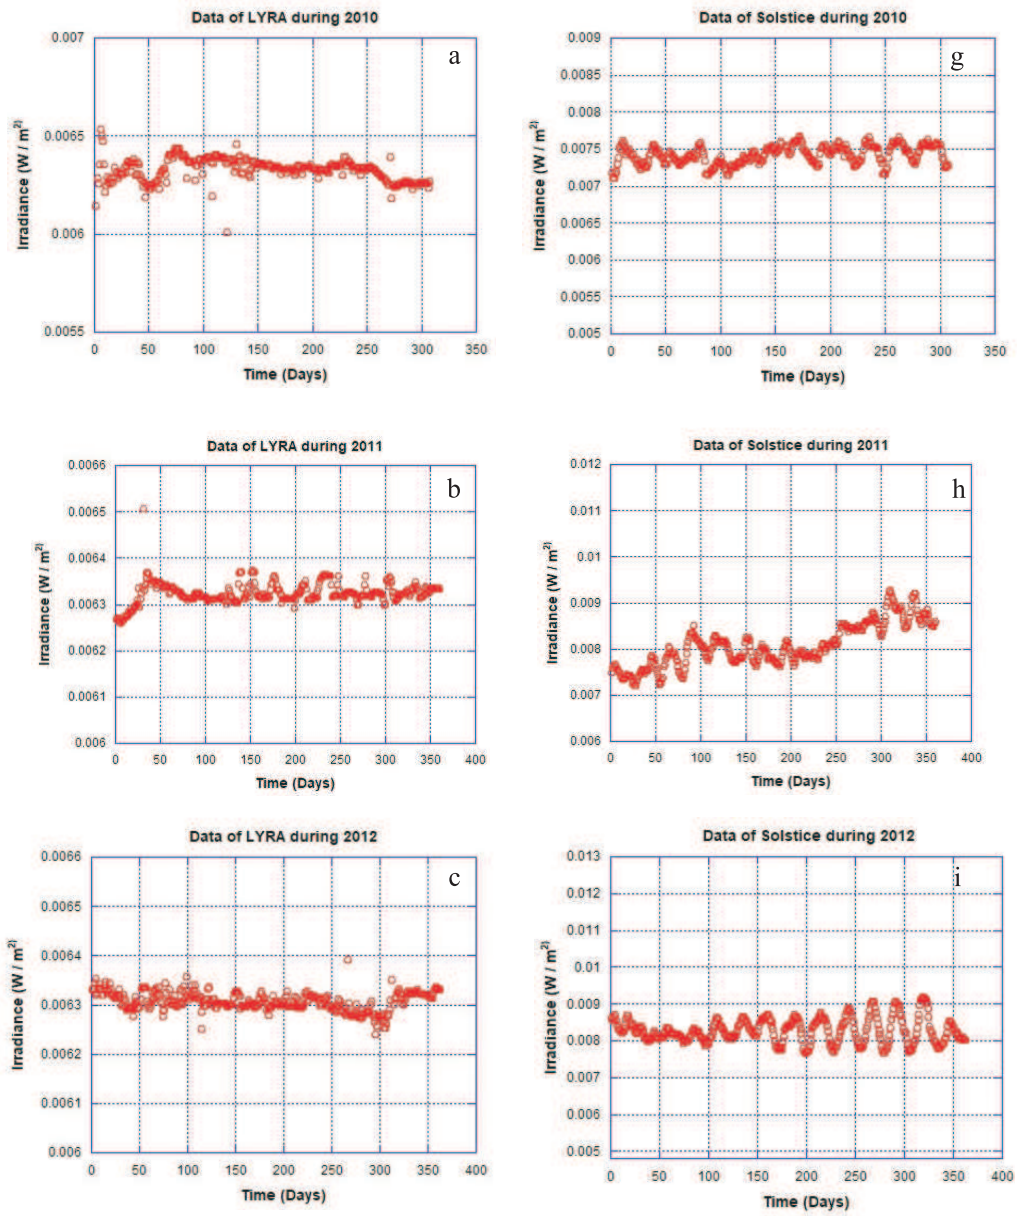 Data of LYRA during 2010
a
0.007
0.0065
0.006
0.0055
Irradiance (W / m²)
0 50 100 150 200 250 300 350
Time (Days)
Data of Solstice during 2010
g
0.009
0.0085
0.008
0.0075
0.007
0.0065
0.006
0.0055
0.005
Irradiance (W / m²)
0 50 100 150 200 250 300 350
Time (Days)
Data of LYRA during 2011
b
0.0066
0.0065
0.0064
0.0063
0.0062
0.0061
0.006
Irradiance (W / m²)
0 50 100 150 200 250 300 350 400
Time (Days)
Data of Solstice during 2011
h
0.012
0.011
0.01
0.009
0.008
0.007
0.006
Irradiance (W / m²)
0 50 100 150 200 250 300 350 400
Time (Days)
Data of LYRA during 2012
c
0.0066
0.0065
0.0064
0.0063
0.0062
0.0061
0.006
Irradiance (W / m²)
0 50 100 150 200 250 300 350 400
Time (Days)
Data of Solstice during 2012
i
0.013
0.012
0.011
0.01
0.009
0.008
0.007
0.006
0.005
Irradiance (W / m²)
0 50 100 150 200 250 300 350 400
Time (Days)